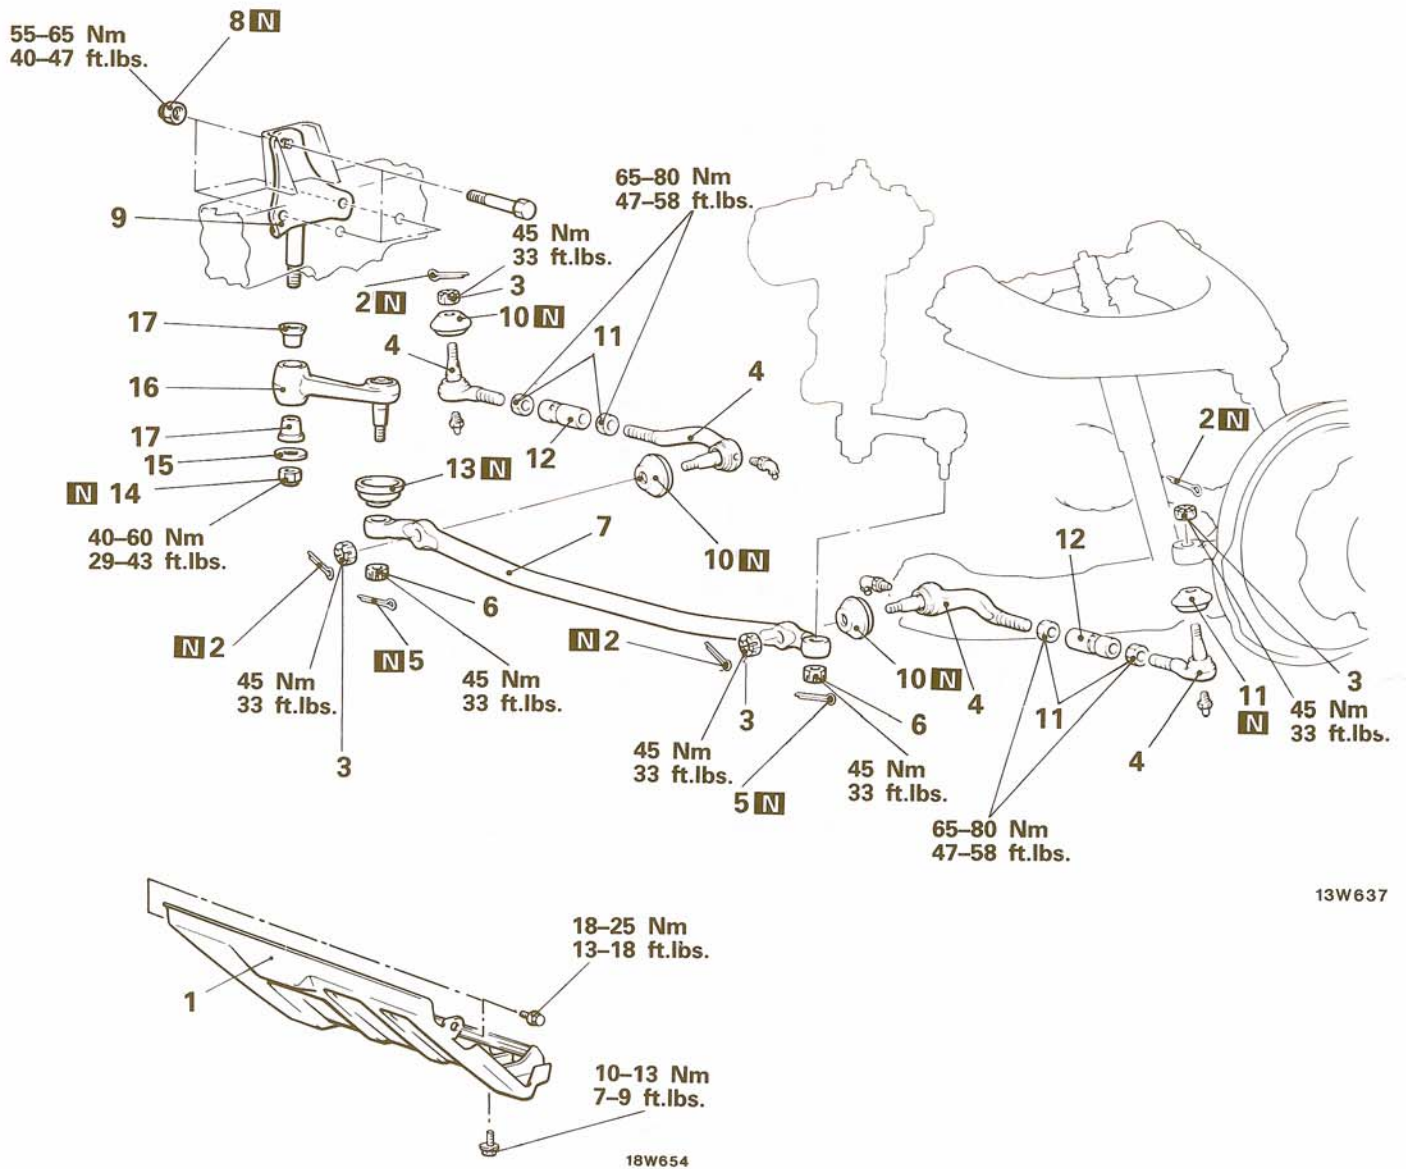 8 N
55–65 Nm
40–47 ft.lbs.
9
65–80 Nm
47–58 ft.lbs.
45 Nm
33 ft.lbs.
2 N
3
10 N
17
11
4
4
16
2 N
17
15
12
13 N
N 14
40–60 Nm
29–43 ft.lbs.
7
10 N
12
6
N 2
N 5
N 2
45 Nm
33 ft.lbs.
45 Nm
33 ft.lbs.
10 N
4
11
11
N
3
3
6
45 Nm
33 ft.lbs.
3
45 Nm
33 ft.lbs.
45 Nm
33 ft.lbs.
4
5 N
65–80 Nm
47–58 ft.lbs.
13W637
18–25 Nm
13–18 ft.lbs.
1
10–13 Nm
7–9 ft.lbs.
18W654